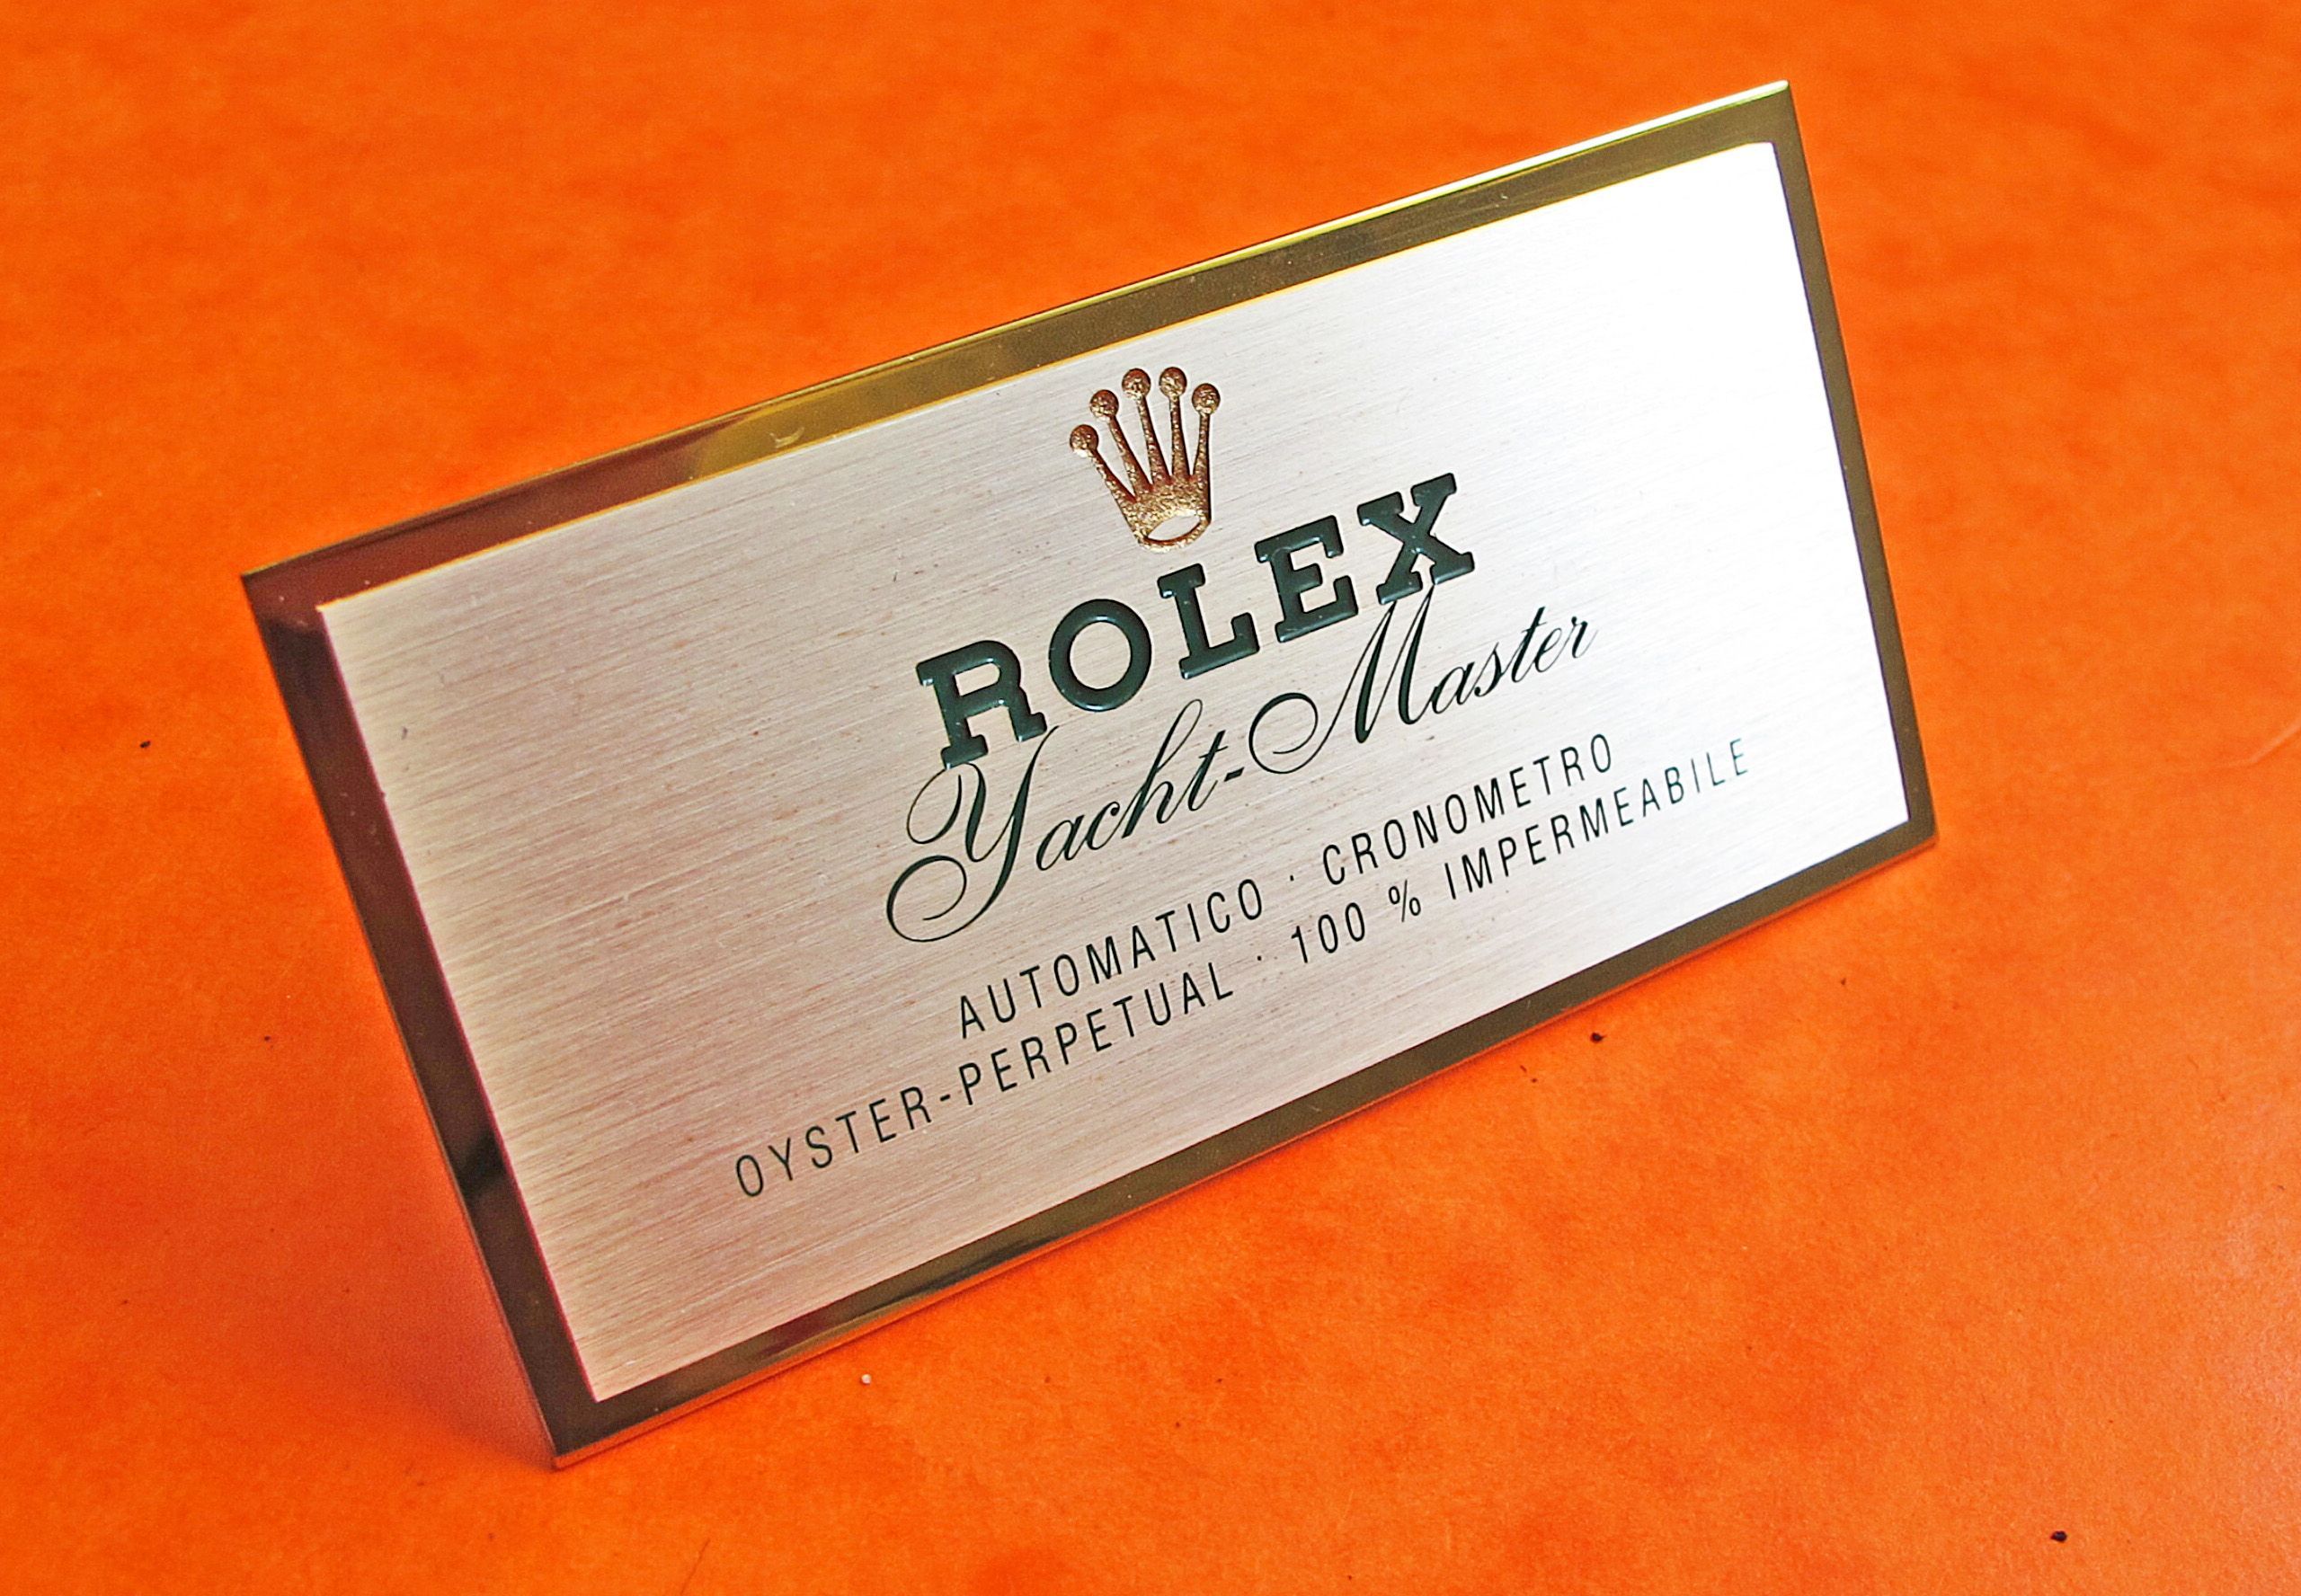 ROLEX
Yacht-Master
AUTOMATICO · CRONOMETRO
OYSTER-PERPETUAL · 100 % IMPERMEABILE